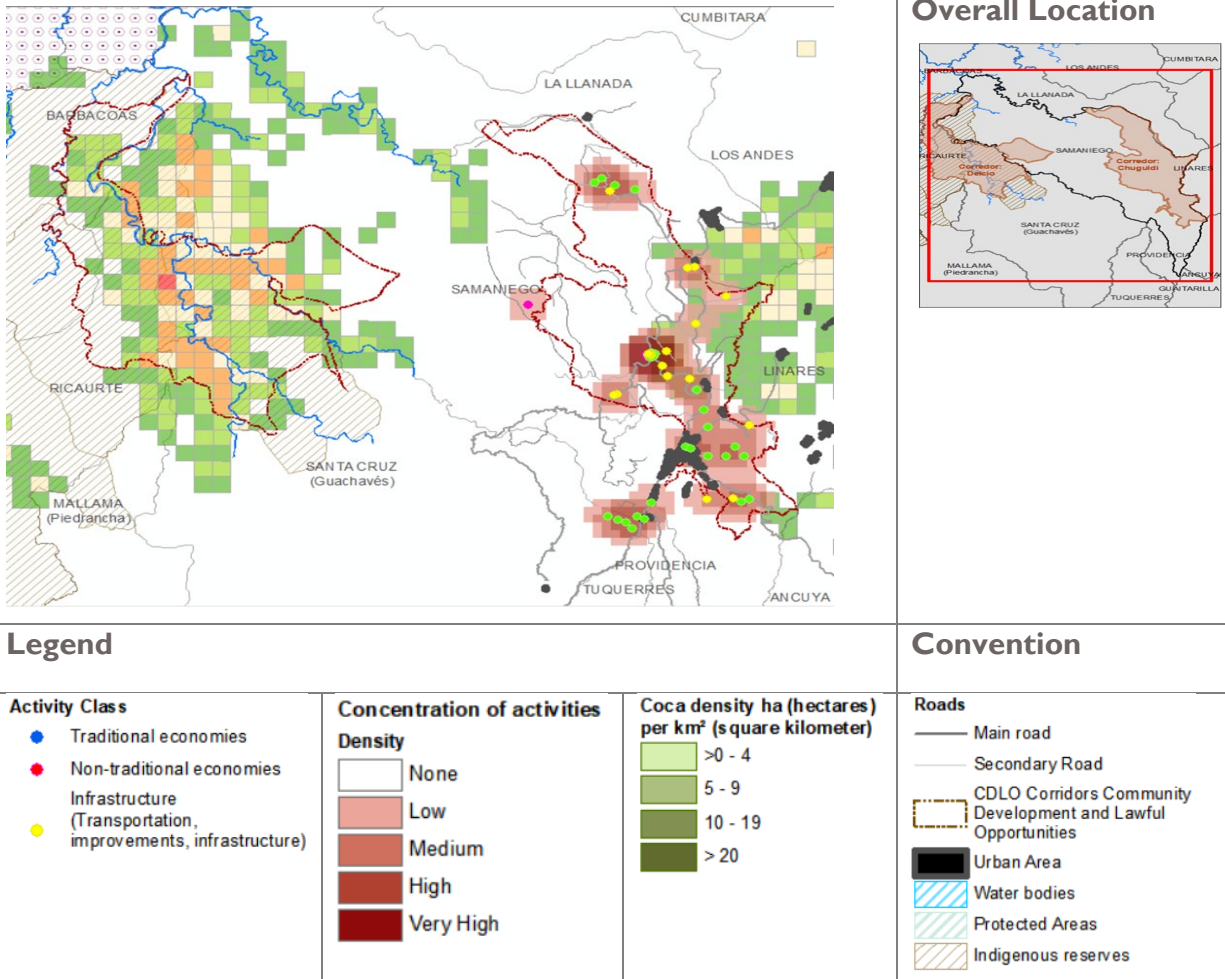 Overall Location
CUMBITARA
LA LLANADA
BARBACOAS
LOS ANDES
SAMANIEGO
RICAURTE
LINARES
SANTA CRUZ
(Guachavés)
MALLAMA
(Piedrancha)
PROVIDENCIA
TUQUERRES
ANCUYA
CUMBITARA
BARBACOAS
LOS ANDES
LA LLANADA
SAMANIEGO
RICAURTE
Corredor:
Decio
Corredor:
Chuguldi
LINARES
SANTA CRUZ
(Guachavés)
PROVIDENCIA
MALLAMA
(Piedrancha)
ANCUYA
GUAITARILLA
TUQUERRES
Legend
Convention
Activity Class
Traditional economies
Non-traditional economies
Infrastructure
(Transportation,
improvements, infrastructure)
Concentration of activities
Density
None
Low
Medium
High
Very High
Coca density ha (hectares)
per km² (square kilometer)
>0 - 4
5 - 9
10 - 19
> 20
Roads
Main road
Secondary Road
CDLO Corridors Community
Development and Lawful
Opportunities
Urban Area
Water bodies
Protected Areas
Indigenous reserves